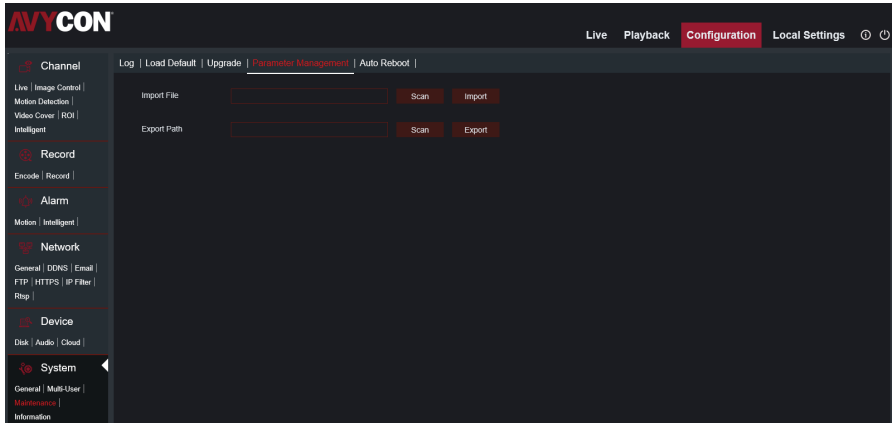 AVYCON
Live Playback Configuration Local Settings
Log | Load Default | Upgrade | Parameter Management | Auto Reboot |
Channel
Live | Image Control |
Motion Detection |
Video Cover | ROI |
Intelligent
Record
Encode | Record |
Alarm
Motion | Intelligent |
Network
General | DDNS | Email |
FTP | HTTPS | IP Filter |
Rtsp |
Device
Disk | Audio | Cloud |
System
General | Multi-User |
Maintenance |
Information
Import File Scan Import
Export Path Scan Export